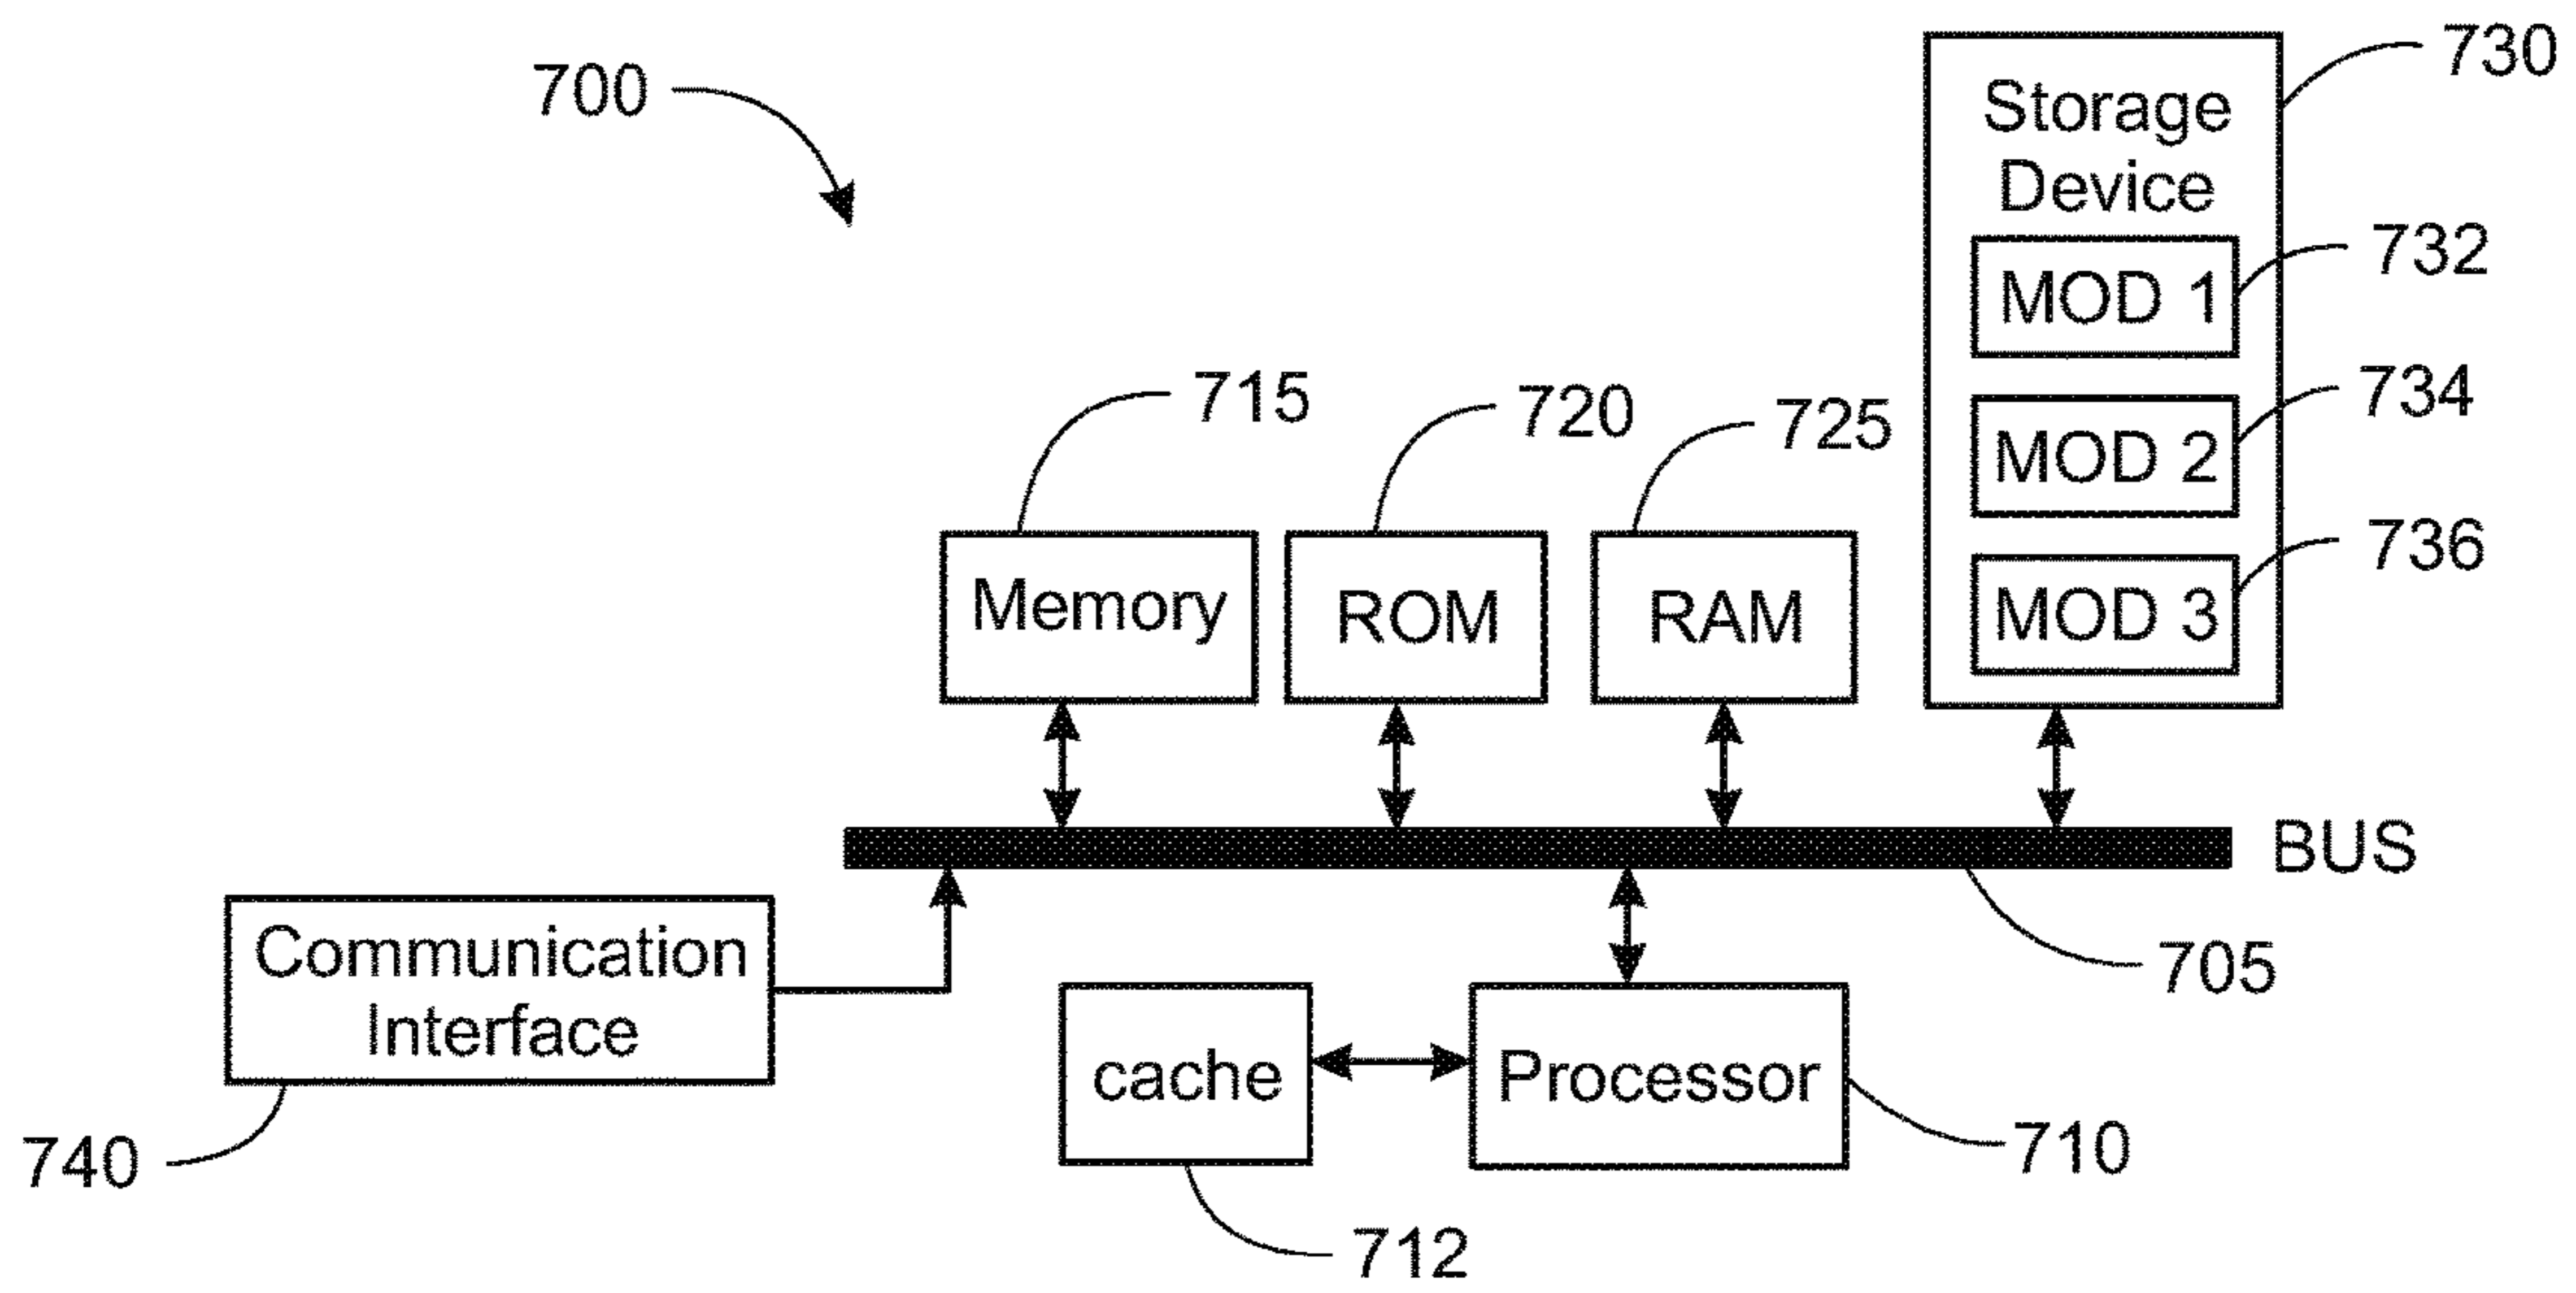 700
730
Storage
Device
732
MOD 1
734
MOD 2
736
MOD 3
715
720
725
Memory
ROM
RAM
BUS
705
Communication
Interface
740
cache
Processor
710
712